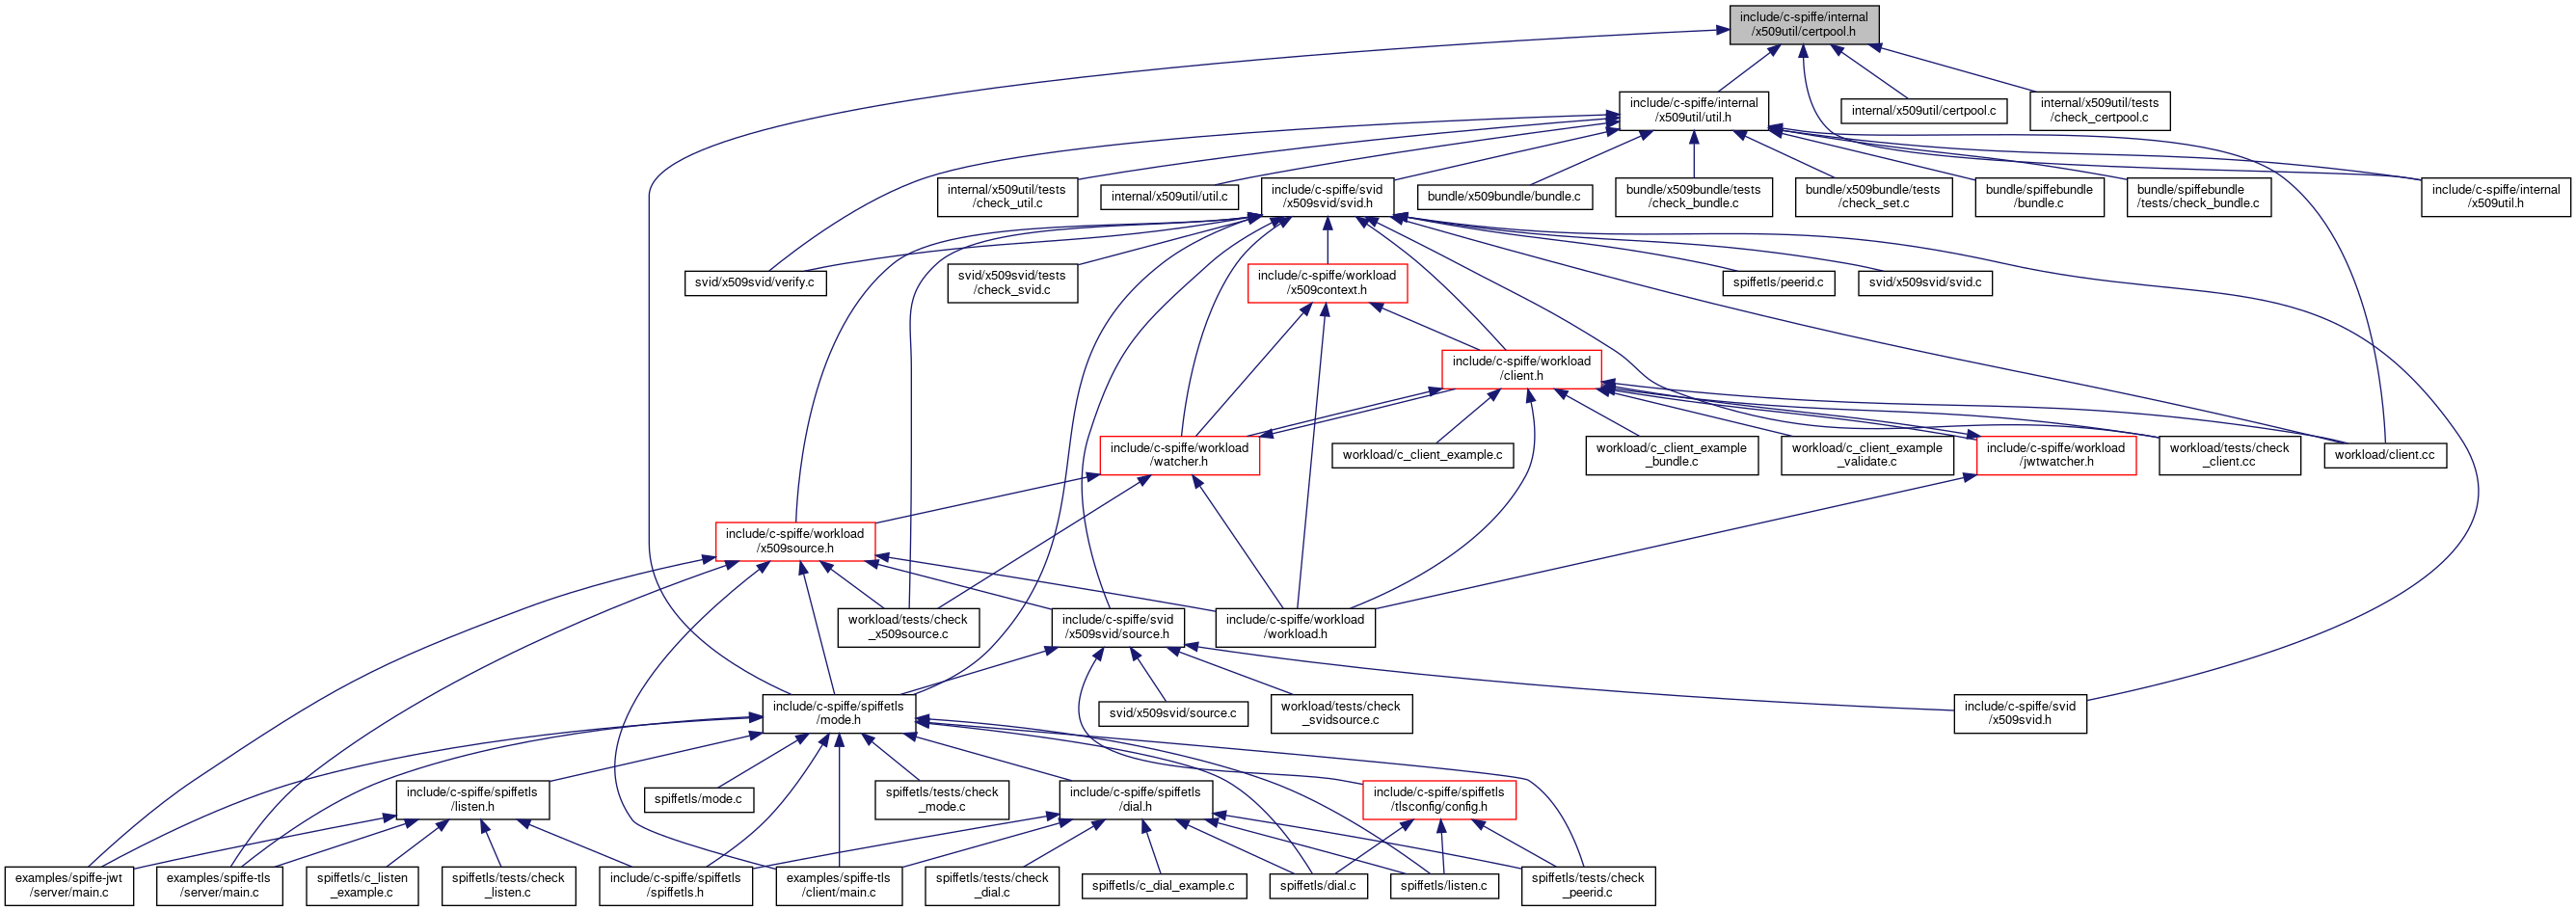 include/c-spiffe/internal
/x509util/certpool.h
include/c-spiffe/internal
/x509util/util.h
internal/x509util/certpool.c
internal/x509util/tests
/check_certpool.c
internal/x509util/tests
/check_util.c
internal/x509util/util.c
include/c-spiffe/svid
/x509svid/svid.h
bundle/x509bundle/bundle.c
bundle/x509bundle/tests
/check_bundle.c
bundle/x509bundle/tests
/check_set.c
bundle/spiffebundle
/bundle.c
bundle/spiffebundle
/tests/check_bundle.c
include/c-spiffe/internal
/x509util.h
svid/x509svid/verify.c
svid/x509svid/tests
/check_svid.c
include/c-spiffe/workload
/x509context.h
spiffetls/peerid.c
svid/x509svid/svid.c
include/c-spiffe/workload
/client.h
include/c-spiffe/workload
/watcher.h
workload/c_client_example.c
workload/c_client_example
_bundle.c
workload/c_client_example
_validate.c
include/c-spiffe/workload
/jwtwatcher.h
workload/tests/check
_client.cc
workload/client.cc
include/c-spiffe/workload
/x509source.h
workload/tests/check
_x509source.c
include/c-spiffe/svid
/x509svid/source.h
include/c-spiffe/workload
/workload.h
include/c-spiffe/spiffetls
/mode.h
svid/x509svid/source.c
workload/tests/check
_svidsource.c
include/c-spiffe/svid
/x509svid.h
include/c-spiffe/spiffetls
/listen.h
spiffetls/mode.c
spiffetls/tests/check
_mode.c
include/c-spiffe/spiffetls
/dial.h
include/c-spiffe/spiffetls
/tlsconfig/config.h
examples/spiffe-jwt
/server/main.c
examples/spiffe-tls
/server/main.c
spiffetls/c_listen
_example.c
spiffetls/tests/check
_listen.c
include/c-spiffe/spiffetls
/spiffetls.h
examples/spiffe-tls
/client/main.c
spiffetls/tests/check
_dial.c
spiffetls/c_dial_example.c
spiffetls/dial.c
spiffetls/listen.c
spiffetls/tests/check
_peerid.c